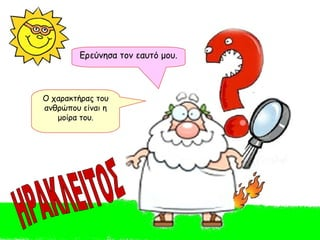 Ερεύνησα τον εαυτό μου.
Ο χαρακτήρας του
ανθρώπου είναι η
μοίρα του.
ΗΡΑΚΛΕΙΤΟΣ